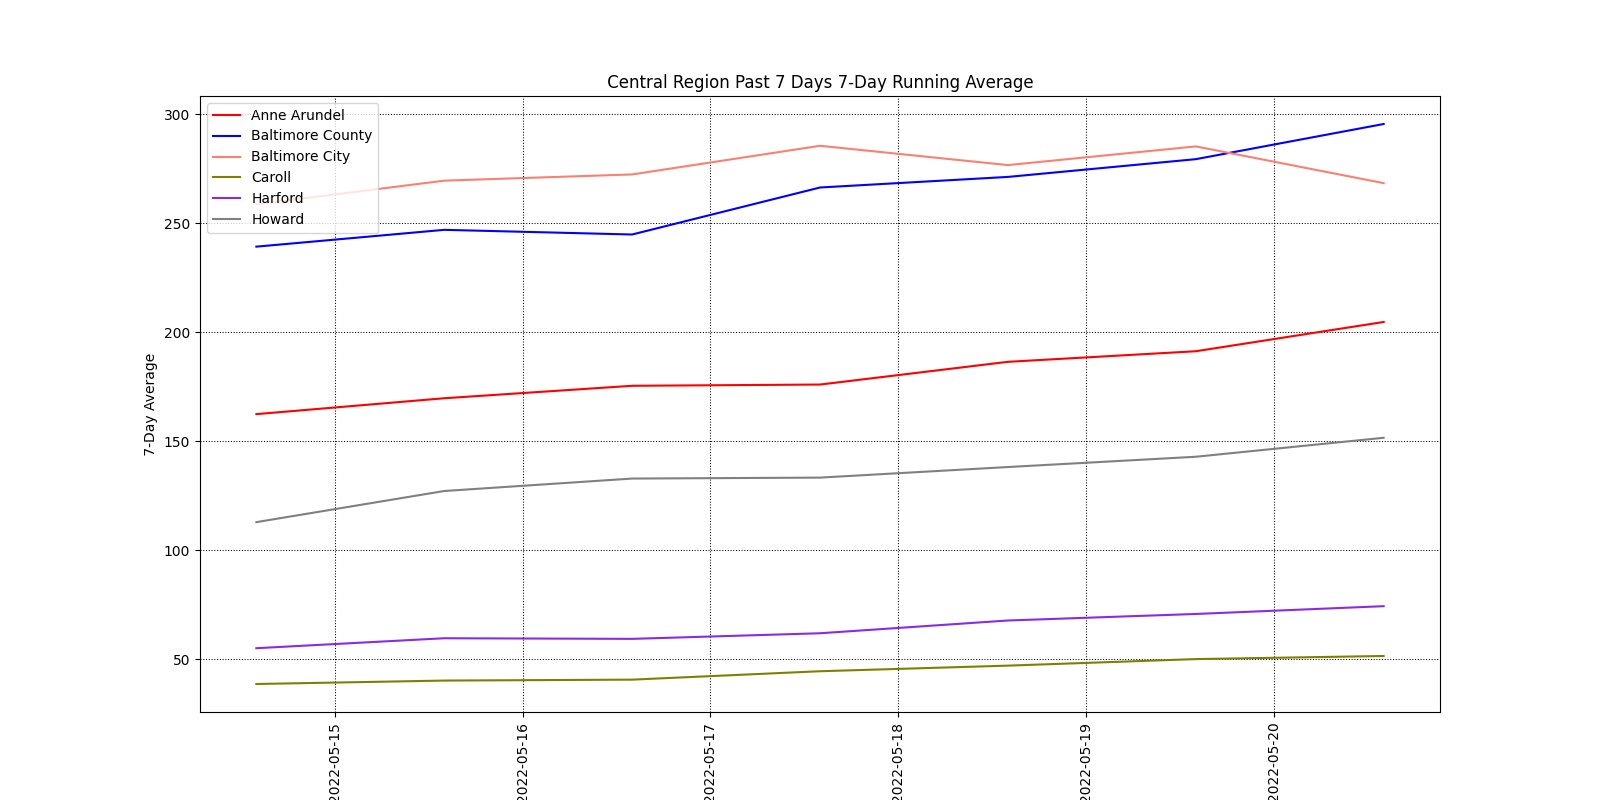 Central Region Past 7 Days 7-Day Running Average
Anne Arundel
Baltimore County
Baltimore City
Caroll
Harford
Howard
300
250
200
150
100
50
7-Day Average
2022-05-15
2022-05-16
2022-05-17
2022-05-18
2022-05-19
2022-05-20